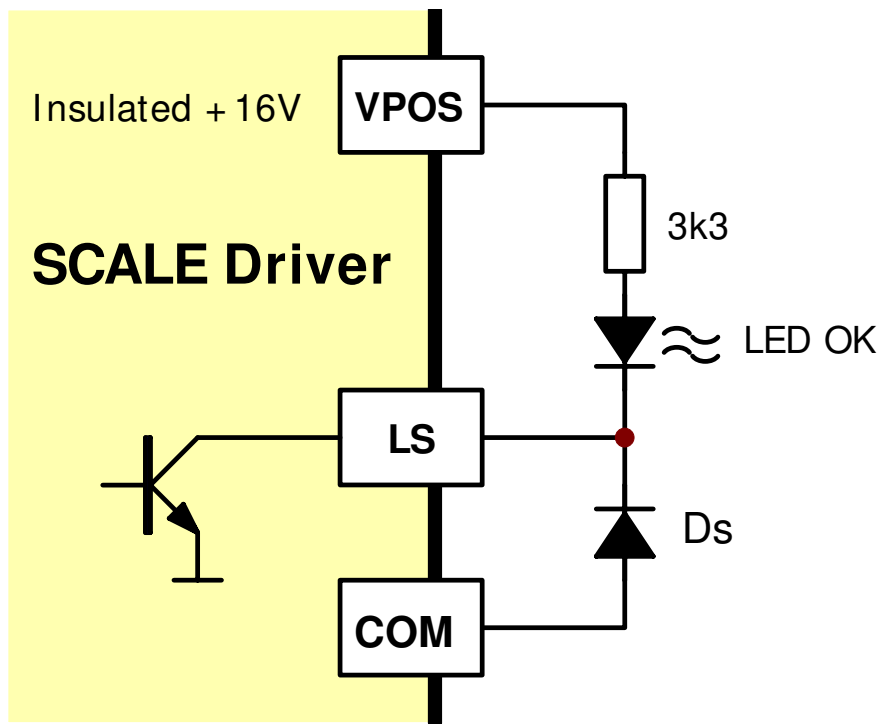 Insulated +16V
VPOS
SCALE Driver
3k3
LED OK
LS
Ds
COM